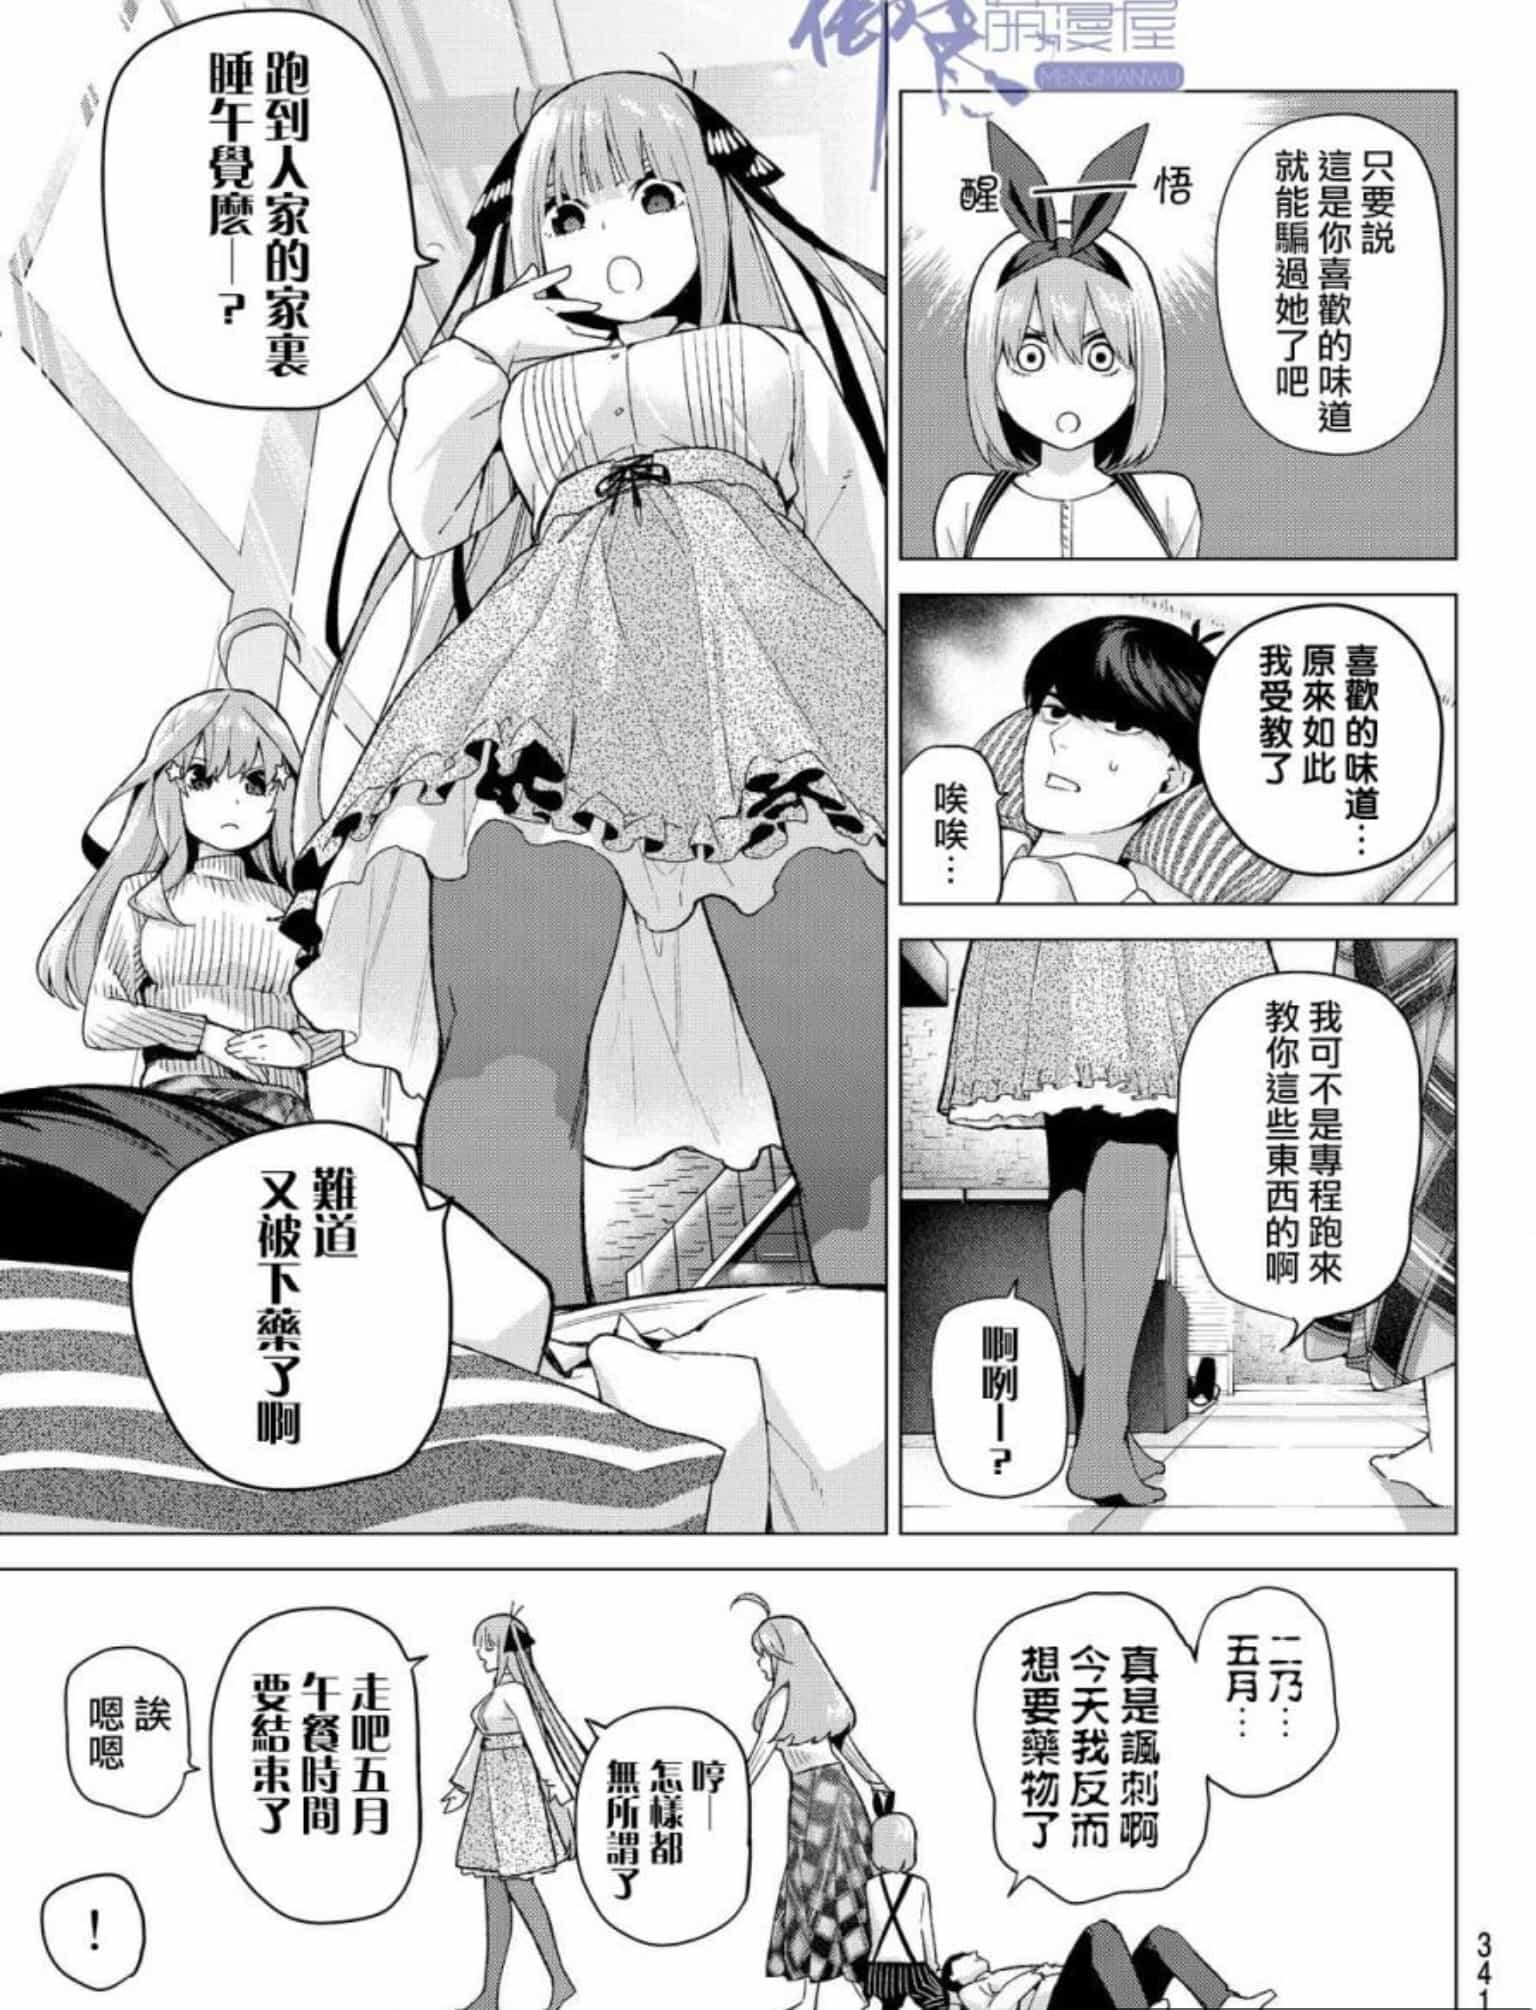 萌漫屋
MENGMANWU
只要説
這是你喜歡的味道
就能騙過她了吧
醒——悟
喜歡的味道…
原來如此
我受教了
唉唉…
我可不是專程跑來
教你這些東西的啊
啊咧ー?
跑到人家的家裏
睡午覺麼—?
難道
又被下藥了啊
二乃…
五月…
真是諷刺啊
今天我反而
想要藥物了
哼—
怎樣都
無所謂了
走吧五月
午餐時間
要結束了
誒
嗯嗯
!
341